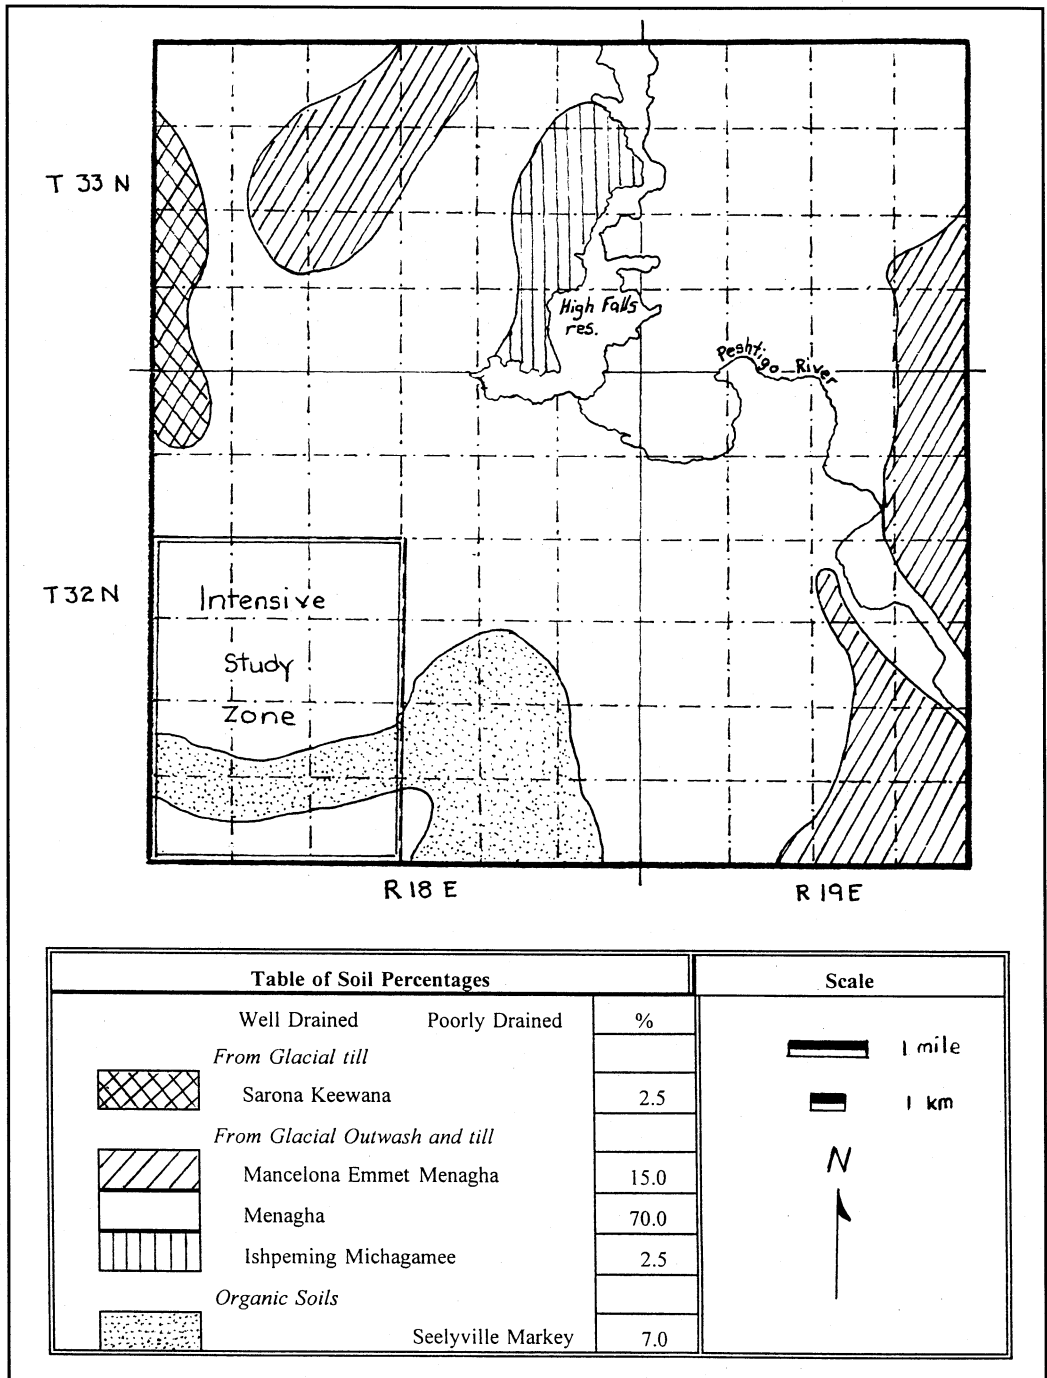 T 33 N
High Falls
res.
Peshtigo River
T 32 N
Intensive
Study
Zone
R 18 E
R 19 E
Table of Soil Percentages
Scale
Well Drained Poorly Drained %
From Glacial till
Sarona Keewana 2.5
From Glacial Outwash and till
Mancelona Emmet Menagha 15.0
Menagha 70.0
Ishpeming Michagamee 2.5
Organic Soils
Seelyville Markey 7.0
1 mile
1 km
N